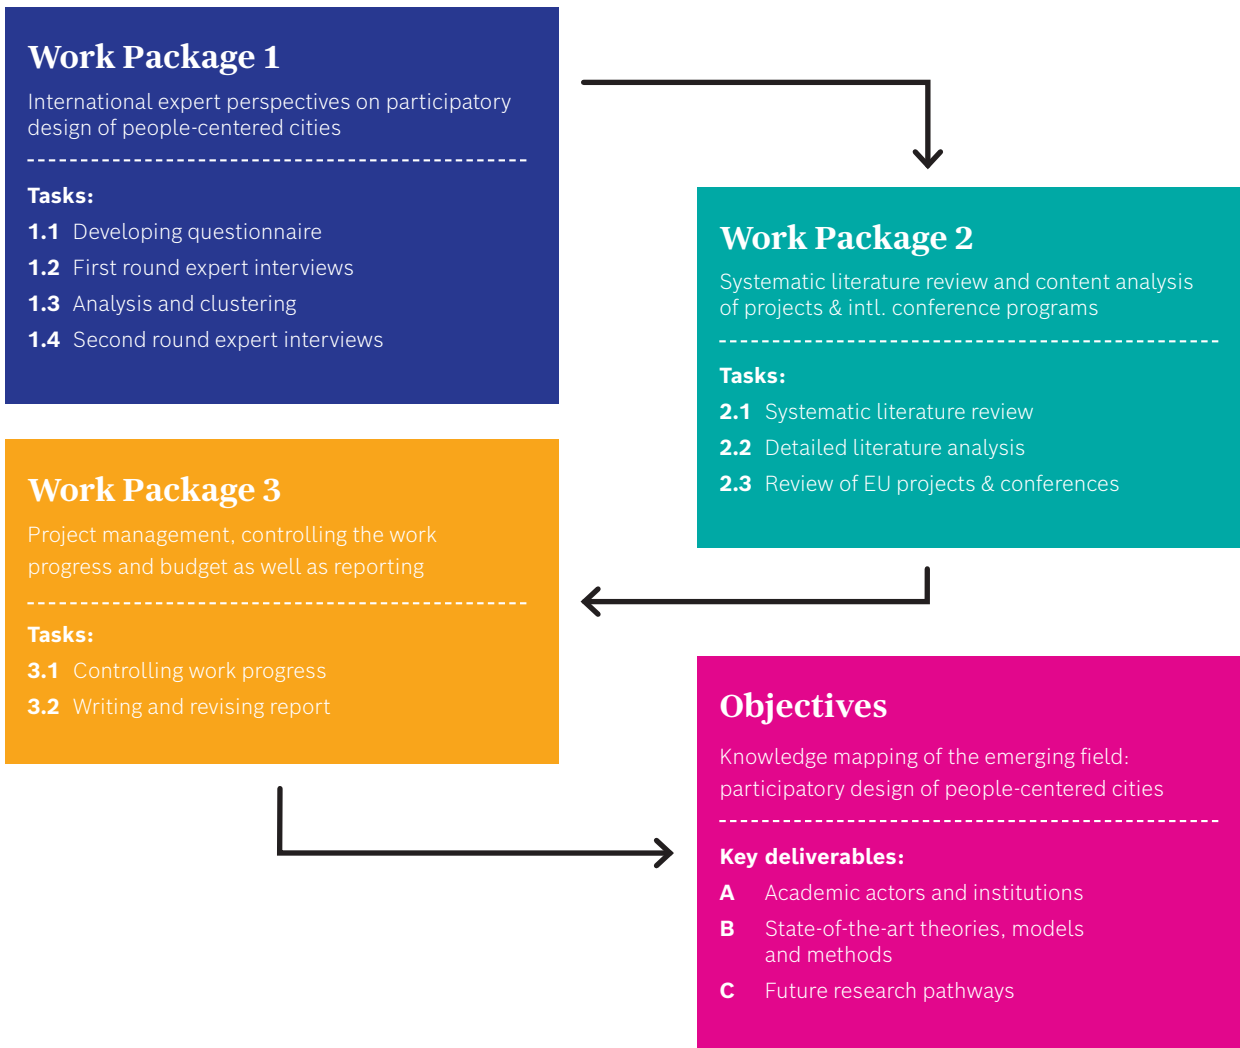 Work Package 1
International expert perspectives on participatory
design of people-centered cities
Tasks:
1.1 Developing questionnaire
1.2 First round expert interviews
1.3 Analysis and clustering
1.4 Second round expert interviews
Work Package 2
Systematic literature review and content analysis
of projects & intl. conference programs
Tasks:
2.1 Systematic literature review
2.2 Detailed literature analysis
2.3 Review of EU projects & conferences
Work Package 3
Project management, controlling the work
progress and budget as well as reporting
Tasks:
3.1 Controlling work progress
3.2 Writing and revising report
Objectives
Knowledge mapping of the emerging field:
participatory design of people-centered cities
Key deliverables:
A Academic actors and institutions
B State-of-the-art theories, models
and methods
C Future research pathways